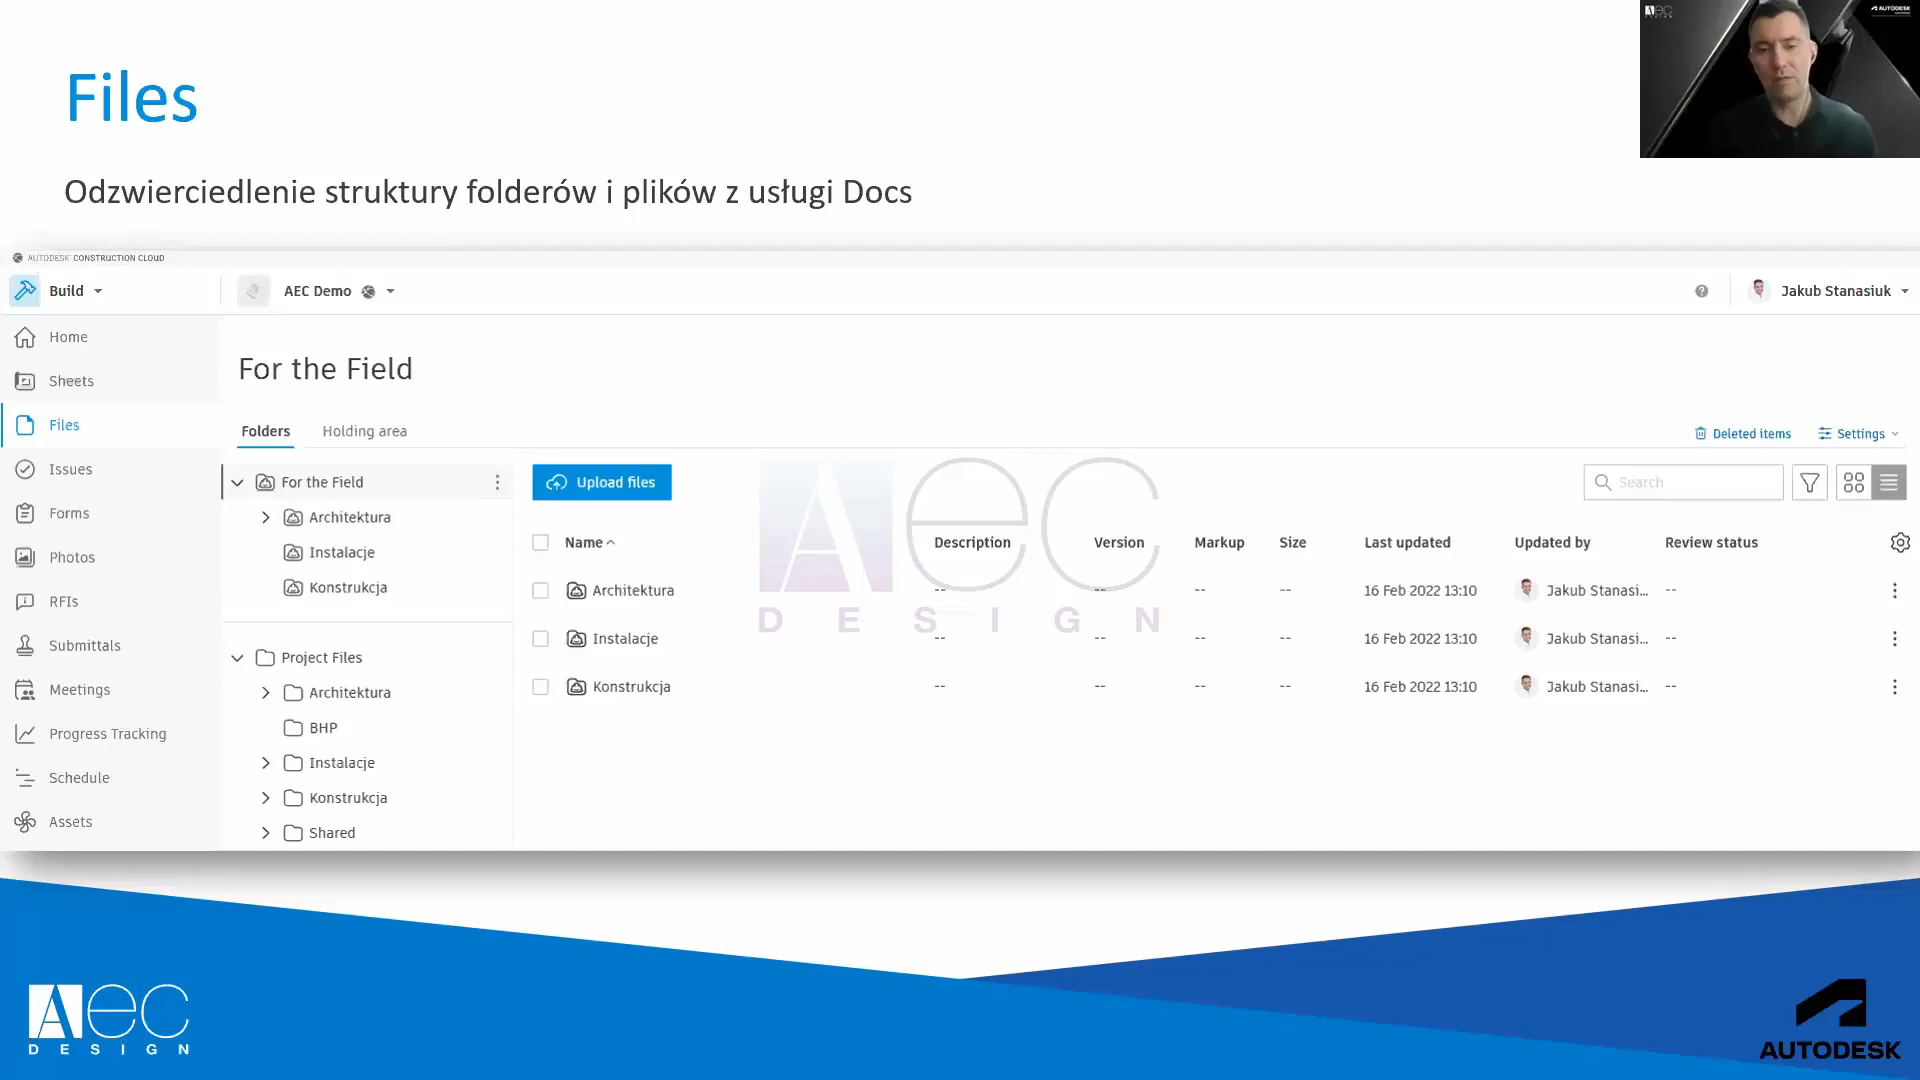 Files
Odzwierciedlenie struktury folderów i plików z usługi Docs
AEC
AUTODESK
AUTODESK CONSTRUCTION CLOUD
Build
AEC Demo
Jakub Stanasiuk
Home
Sheets
Files
Issues
Forms
Photos
RFIs
Submittals
Meetings
Progress Tracking
Schedule
Assets
For the Field
Folders Holding area
Deleted items Settings
For the Field
Architektura
Instalacje
Konstrukcja
Project Files
Architektura
BHP
Instalacje
Konstrukcja
Shared
Upload files
Search
Name Description Version Markup Size Last updated Updated by Review status
Architektura -- -- -- -- 16 Feb 2022 13:10 Jakub Stanasi... --
Instalacje -- -- -- -- 16 Feb 2022 13:10 Jakub Stanasi... --
Konstrukcja -- -- -- -- 16 Feb 2022 13:10 Jakub Stanasi... --
AeC
DESIGN
AeC
DESIGN
AUTODESK